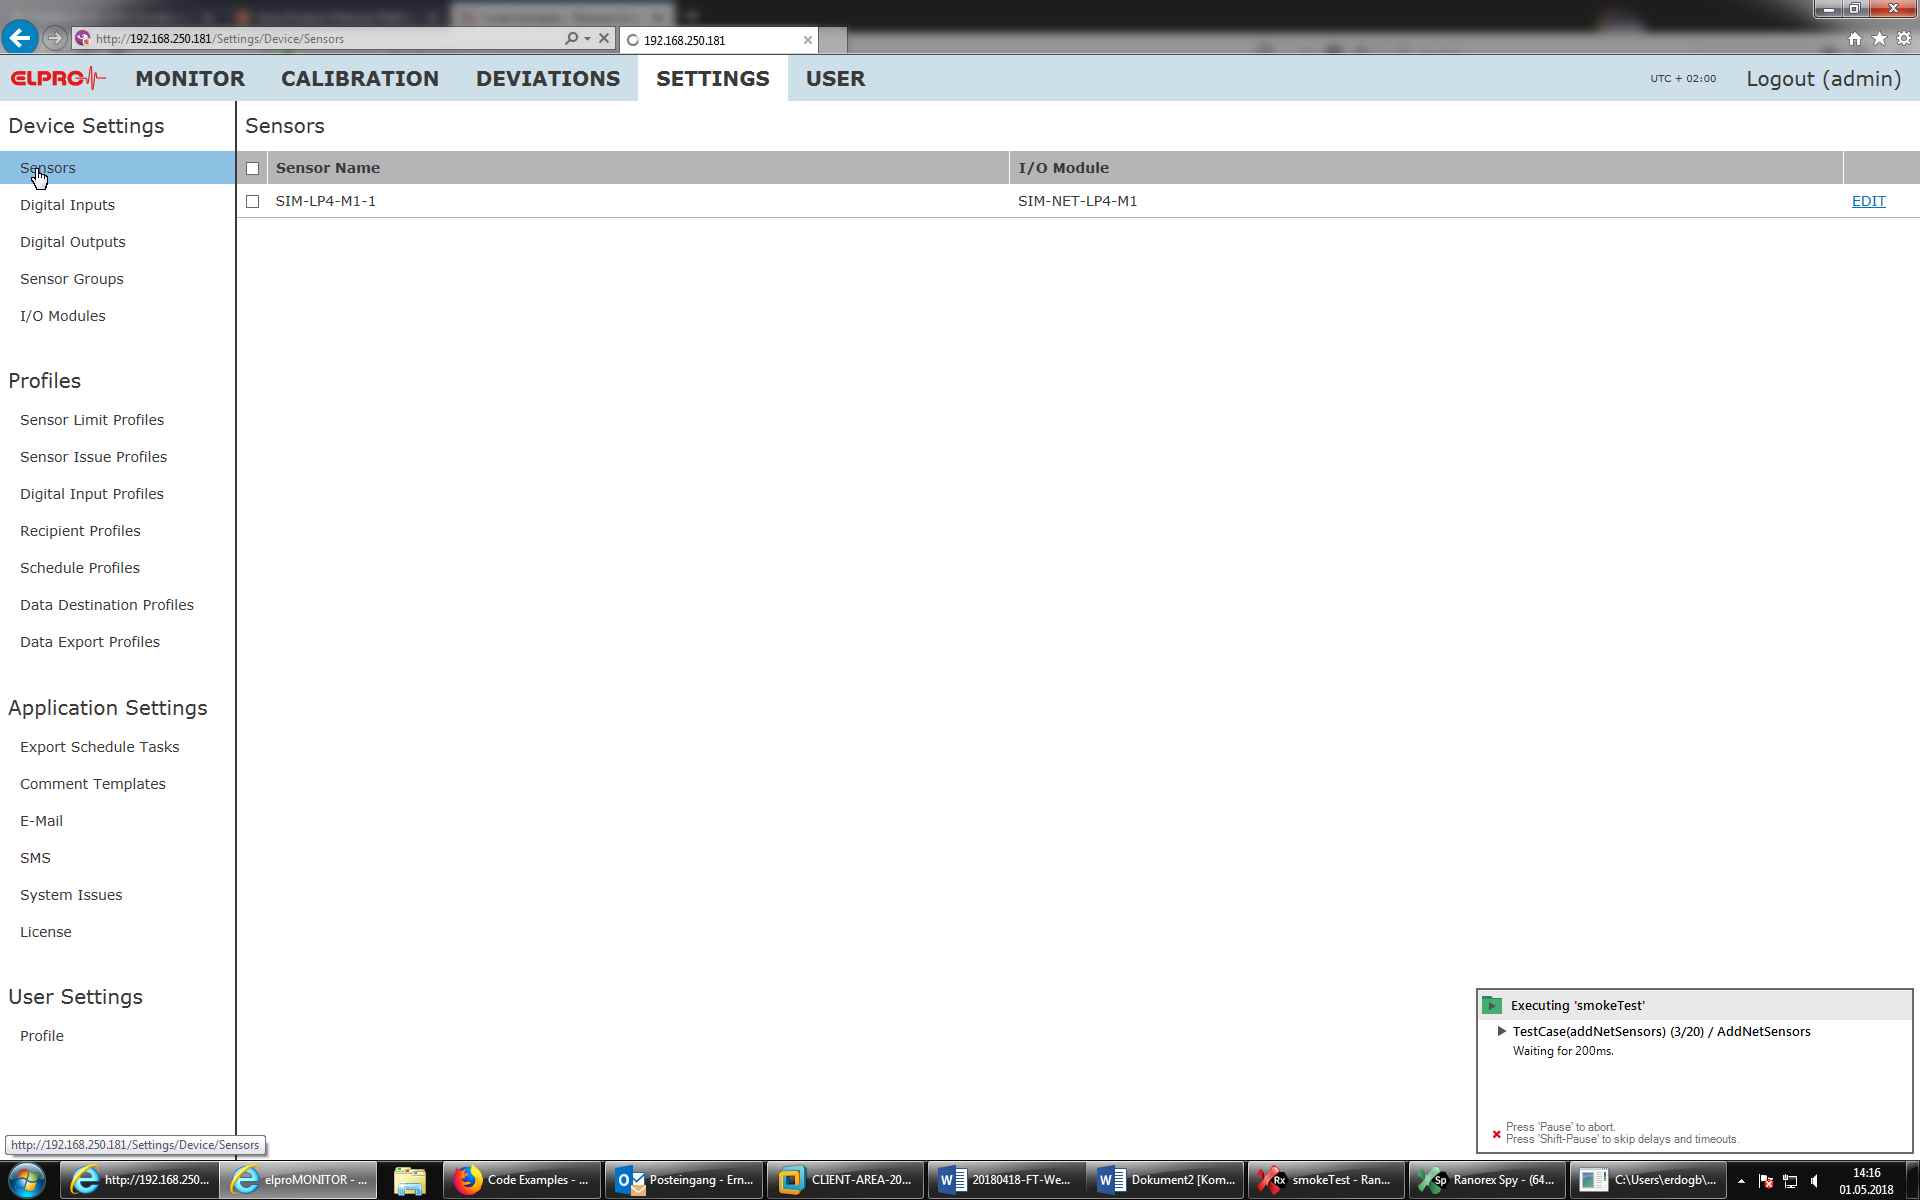 http://192.168.250.181/Settings/Device/Sensors
192.168.250.181
ELPRO
MONITOR
CALIBRATION
DEVIATIONS
SETTINGS
USER
UTC + 02:00
Logout (admin)
Device Settings
Sensors
Digital Inputs
Digital Outputs
Sensor Groups
I/O Modules
Profiles
Sensor Limit Profiles
Sensor Issue Profiles
Digital Input Profiles
Recipient Profiles
Schedule Profiles
Data Destination Profiles
Data Export Profiles
Application Settings
Export Schedule Tasks
Comment Templates
E-Mail
SMS
System Issues
License
User Settings
Profile
Sensors
Sensor Name
I/O Module
SIM-LP4-M1-1
SIM-NET-LP4-M1
EDIT
Executing 'smokeTest'
TestCase(addNetSensors) (3/20) / AddNetSensors
Waiting for 200ms.
Press 'Pause' to abort.
Press 'Shift-Pause' to skip delays and timeouts.
http://192.168.250.181/Settings/Device/Sensors
http://192.168.250...
elproMONITOR - ...
Code Examples - ...
Posteingang - Ern...
CLIENT-AREA-20...
20180418-FT-We...
Dokument2 [Kom...
smokeTest - Ran...
Ranorex Spy - (64...
C:\Users\erdogb\...
14:16
01.05.2018